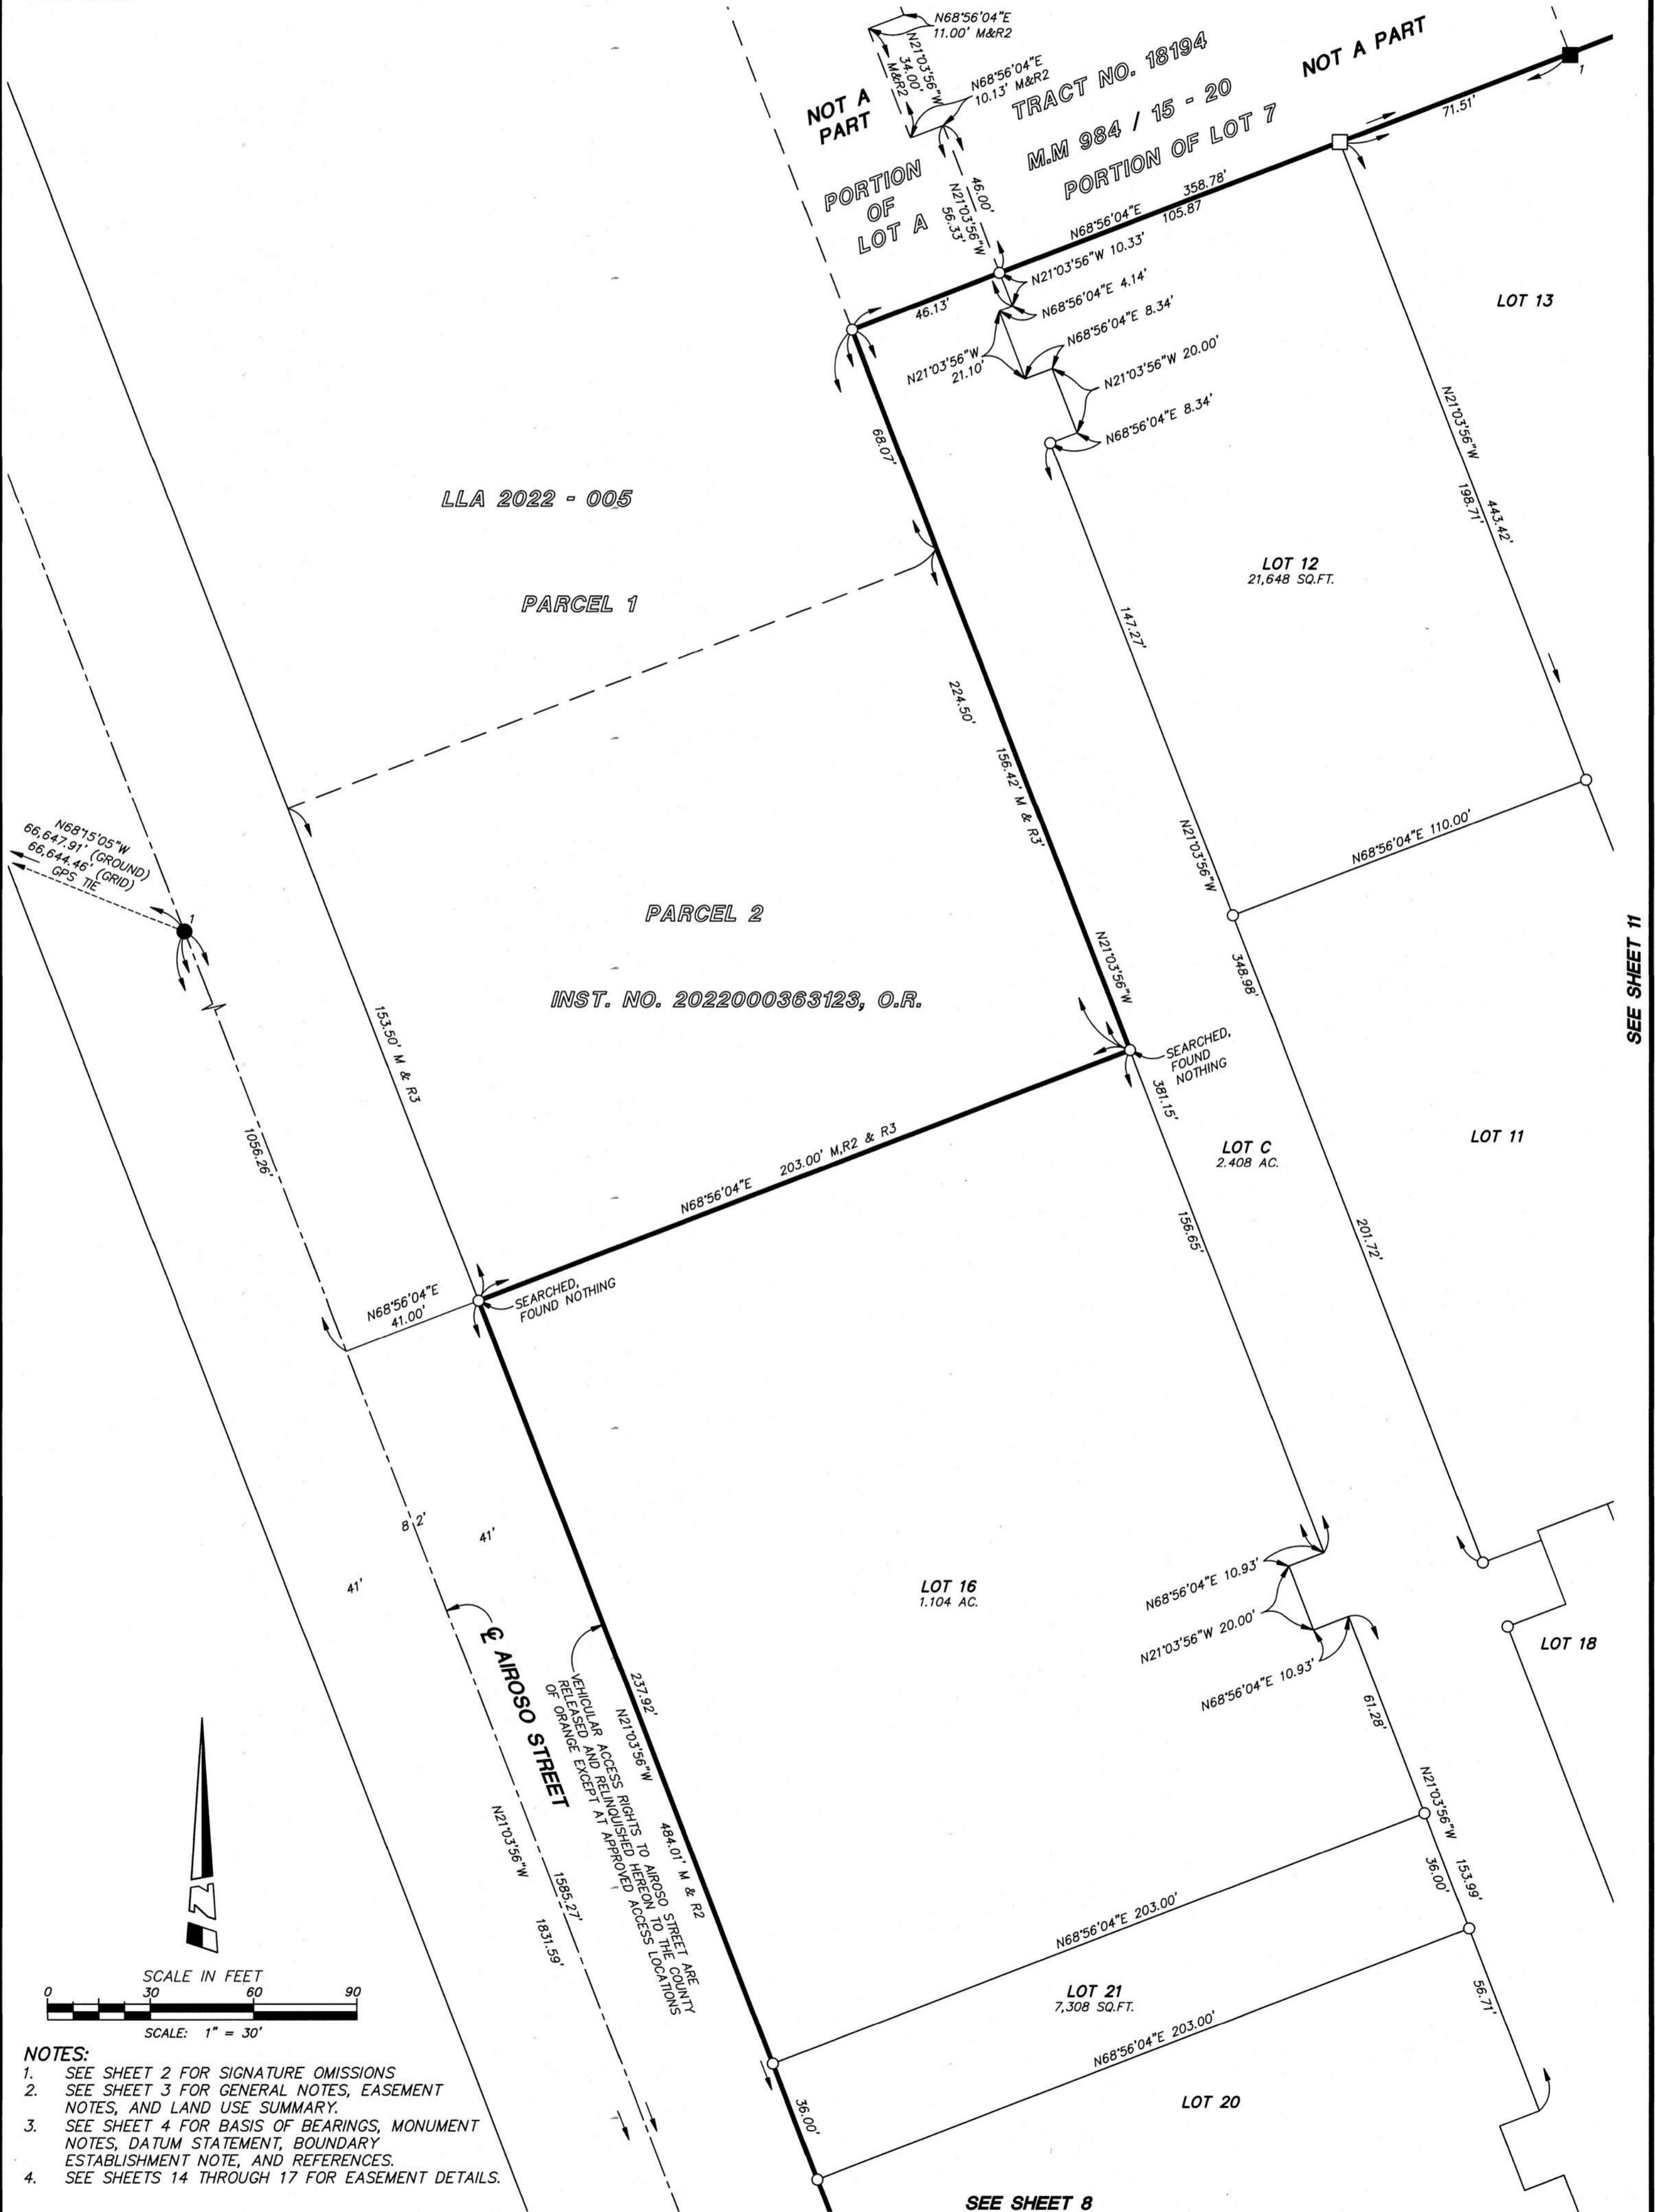 N68°56'04"E
11.00' M&R2
N21°03'56"W
34.00'
M&R2
N68°56'04"E
10.13' M&R2
NOT A
PART
TRACT NO. 18194
M.M 984 / 15 - 20
PORTION OF LOT 7
NOT A PART
1
71.51'
PORTION
OF
LOT A
46.00'
N21°03'56"W
56.33'
358.78'
N68°56'04"E
105.87
46.13'
N21°03'56"W 10.33'
N68°56'04"E 4.14'
N68°56'04"E 8.34'
N21°03'56"W
21.10'
N21°03'56"W 20.00'
N68°56'04"E 8.34'
LOT 13
68.07'
N21°03'56"W
198.71'
443.42'
LLA 2022 - 005
PARCEL 1
LOT 12
21,648 SQ.FT.
147.27'
224.50'
156.42' M & R3'
N21°03'56"W
N68°56'04"E 110.00'
N68°15'05"W
66,647.91' (GROUND)
66,644.46' (GRID)
GPS TIE
1
PARCEL 2
INST. NO. 2022000363123, O.R.
N21°03'56"W
348.98'
SEE SHEET 11
153.50' M & R3
SEARCHED,
FOUND
NOTHING
381.15'
1056.26'
203.00' M,R2 & R3
N68°56'04"E
LOT C
2.408 AC.
LOT 11
156.65'
201.72'
N68°56'04"E
41.00'
SEARCHED,
FOUND NOTHING
82'
41'
41'
LOT 16
1.104 AC.
N68°56'04"E 10.93'
N21°03'56"W 20.00'
N68°56'04"E 10.93'
LOT 18
61.28'
℄ AIROSO STREET
VEHICULAR ACCESS RIGHTS TO AIROSO STREET ARE
RELEASED AND RELINQUISHED HEREON TO THE COUNTY
OF ORANGE EXCEPT AT APPROVED ACCESS LOCATIONS
237.92'
N21°03'56"W
484.01' M & R2
N21°03'56"W
1585.27'
1831.59'
N21°03'56"W
153.99'
36.00'
N68°56'04"E 203.00'
LOT 21
7,308 SQ.FT.
N68°56'04"E 203.00'
56.71'
36.00'
LOT 20
N
SCALE IN FEET
0 30 60 90
SCALE: 1" = 30'
NOTES:
1. SEE SHEET 2 FOR SIGNATURE OMISSIONS
2. SEE SHEET 3 FOR GENERAL NOTES, EASEMENT
NOTES, AND LAND USE SUMMARY.
3. SEE SHEET 4 FOR BASIS OF BEARINGS, MONUMENT
NOTES, DATUM STATEMENT, BOUNDARY
ESTABLISHMENT NOTE, AND REFERENCES.
4. SEE SHEETS 14 THROUGH 17 FOR EASEMENT DETAILS.
SEE SHEET 8